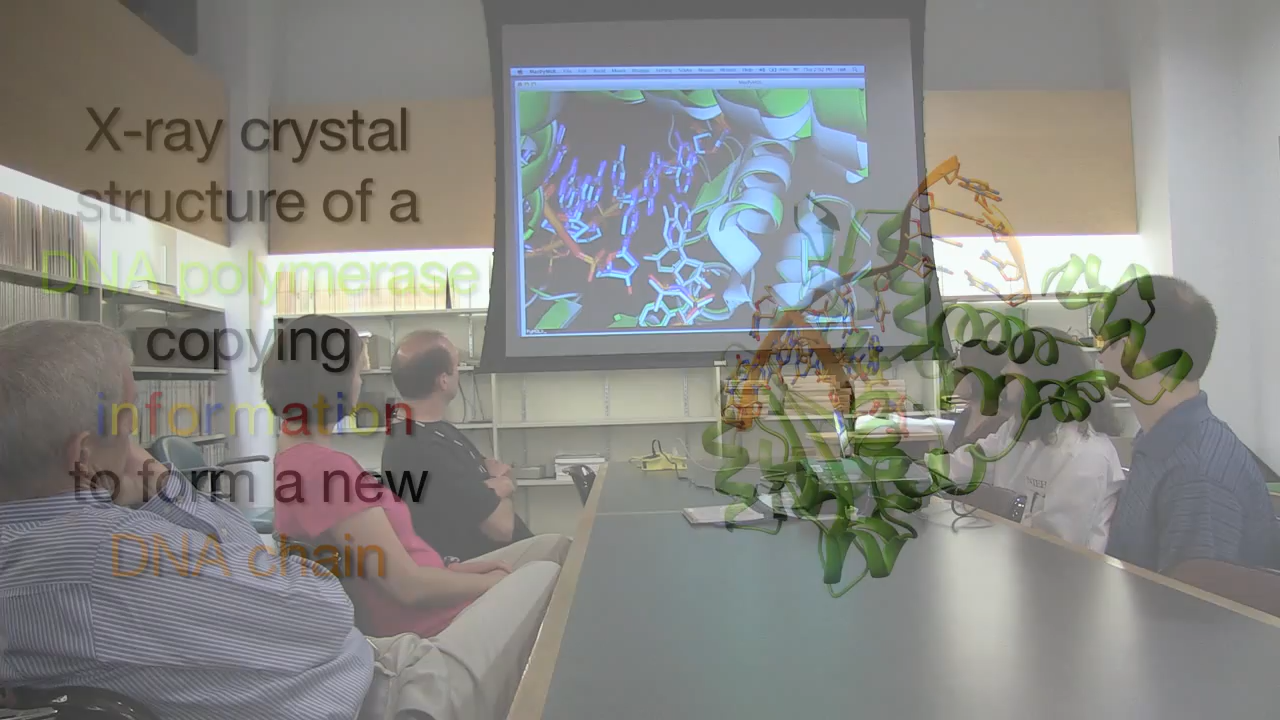 X-ray crystal
structure of a
DNA polymerase
copying
information
to form a new
DNA chain